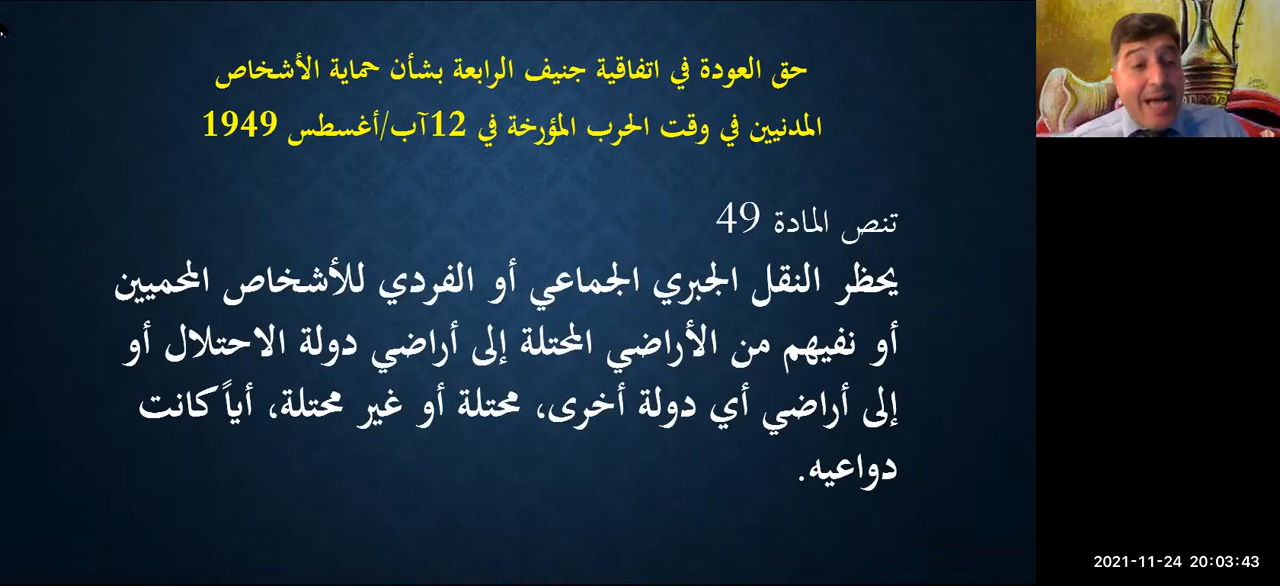 حق العودة في اتفاقية جنيف الرابعة بشأن حماية الأشخاص
المدنيين في وقت الحرب المؤرخة في 12آب/أغسطس 1949
تنص المادة 49
يحظر النقل الجبري الجماعي أو الفردي للأشخاص المحميين
أو نفيهم من الأراضي المحتلة إلى أراضي دولة الاحتلال أو
إلى أراضي أي دولة أخرى، محتلة أو غير محتلة، أياً كانت
دواعيه.
2021-11-24 20:03:43